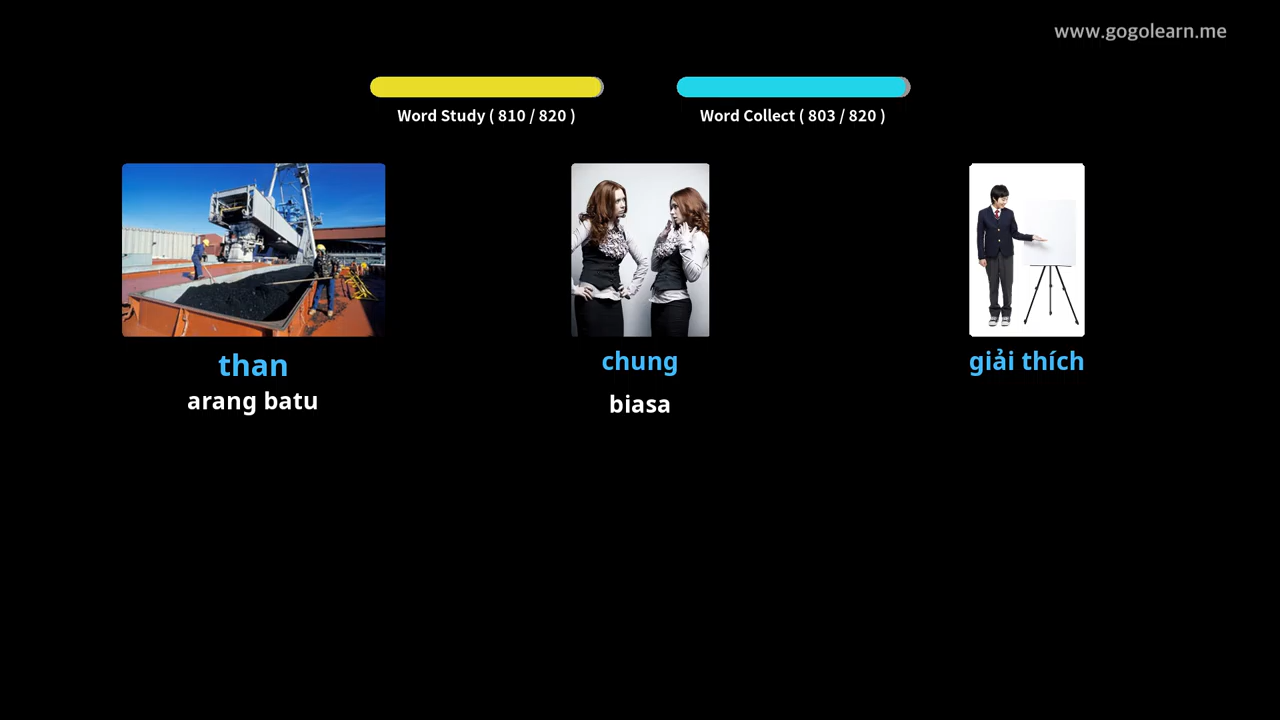 www.gogolearn.me
Word Study ( 810 / 820 )
Word Collect ( 803 / 820 )
than
chung
giải thích
arang batu
biasa